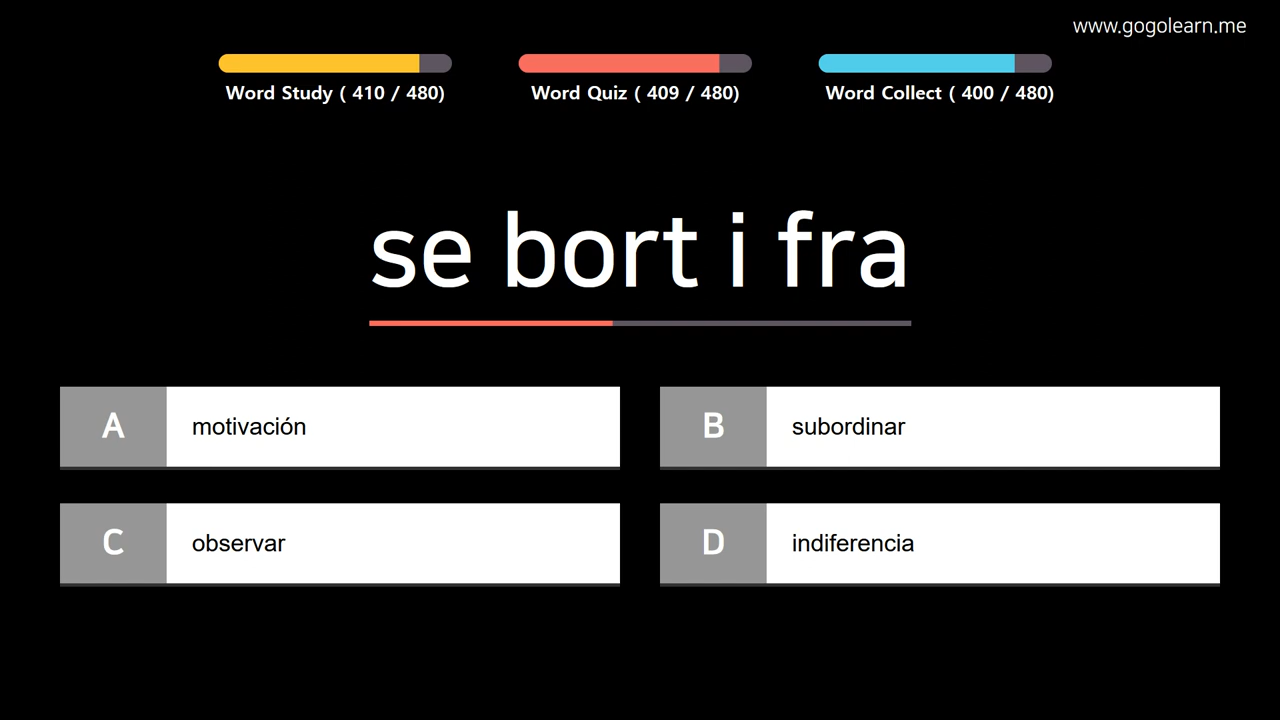 www.gogolearn.me
Word Study ( 410 / 480)
Word Quiz ( 409 / 480)
Word Collect ( 400 / 480)
se bort i fra
A motivación
B subordinar
C observar
D indiferencia